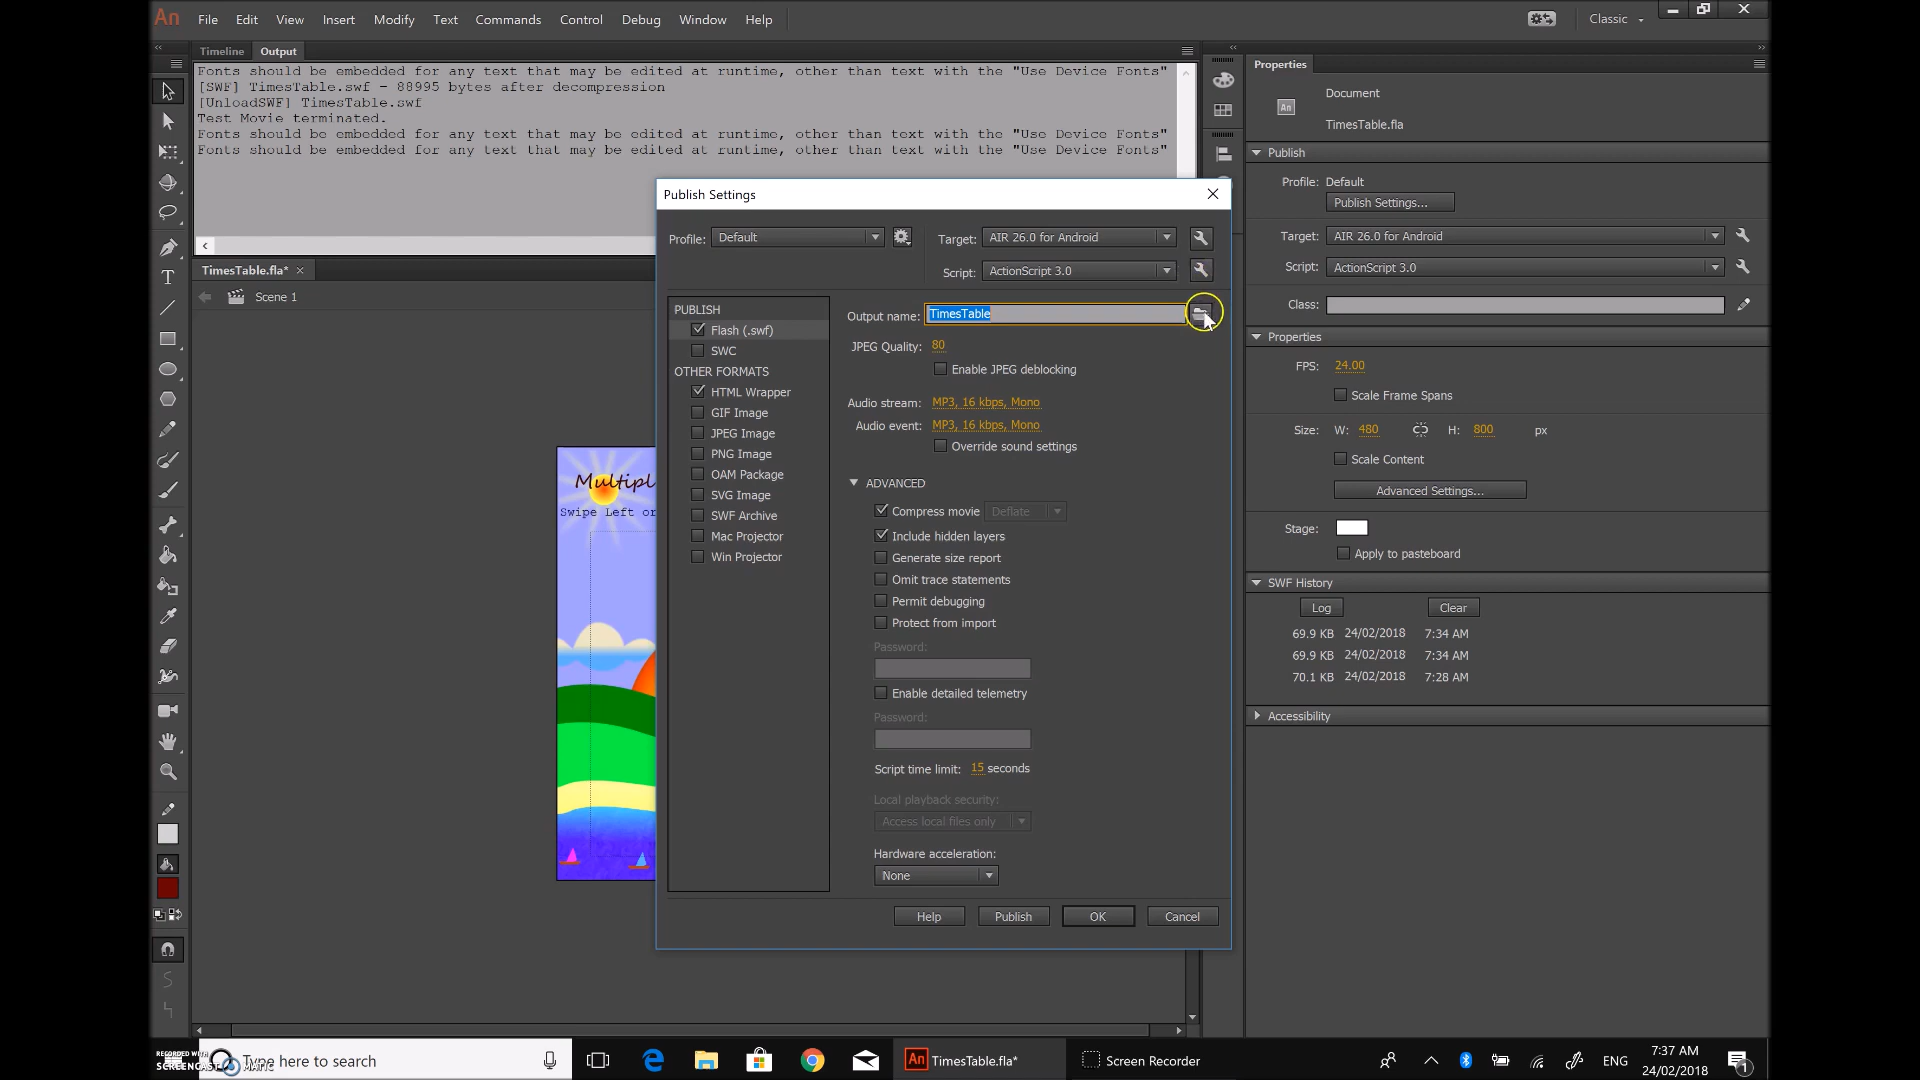 An File Edit View Insert Modify Text Commands Control Debug Window Help Classic
Timeline Output
Fonts should be embedded for any text that may be edited at runtime, other than text with the "Use Device Fonts"
[SWF] TimesTable.swf - 88995 bytes after decompression
[UnloadSWF] TimesTable.swf
Test Movie terminated.
Fonts should be embedded for any text that may be edited at runtime, other than text with the "Use Device Fonts"
Fonts should be embedded for any text that may be edited at runtime, other than text with the "Use Device Fonts"
TimesTable.fla*
Scene 1
Multipl
Swipe Left or
Publish Settings
Profile: Default
Target: AIR 26.0 for Android
Script: ActionScript 3.0
PUBLISH
Flash (.swf)
SWC
OTHER FORMATS
HTML Wrapper
GIF Image
JPEG Image
PNG Image
OAM Package
SVG Image
SWF Archive
Mac Projector
Win Projector
Output name: TimesTable
JPEG Quality: 80
Enable JPEG deblocking
Audio stream: MP3, 16 kbps, Mono
Audio event: MP3, 16 kbps, Mono
Override sound settings
ADVANCED
Compress movie Deflate
Include hidden layers
Generate size report
Omit trace statements
Permit debugging
Protect from import
Password:
Enable detailed telemetry
Password:
Script time limit: 15 seconds
Local playback security:
Access local files only
Hardware acceleration:
None
Help Publish OK Cancel
Properties
An
Document
TimesTable.fla
Publish
Profile: Default
Publish Settings...
Target: AIR 26.0 for Android
Script: ActionScript 3.0
Class:
Properties
FPS: 24.00
Scale Frame Spans
Size: W: 480 H: 800 px
Scale Content
Advanced Settings...
Stage:
Apply to pasteboard
SWF History
Log Clear
69.9 KB 24/02/2018 7:34 AM
69.9 KB 24/02/2018 7:34 AM
70.1 KB 24/02/2018 7:28 AM
Accessibility
RECORDED WITH
SCREENCAST MATIC
Type here to search
An TimesTable.fla*
Screen Recorder
ENG
7:37 AM
24/02/2018
1